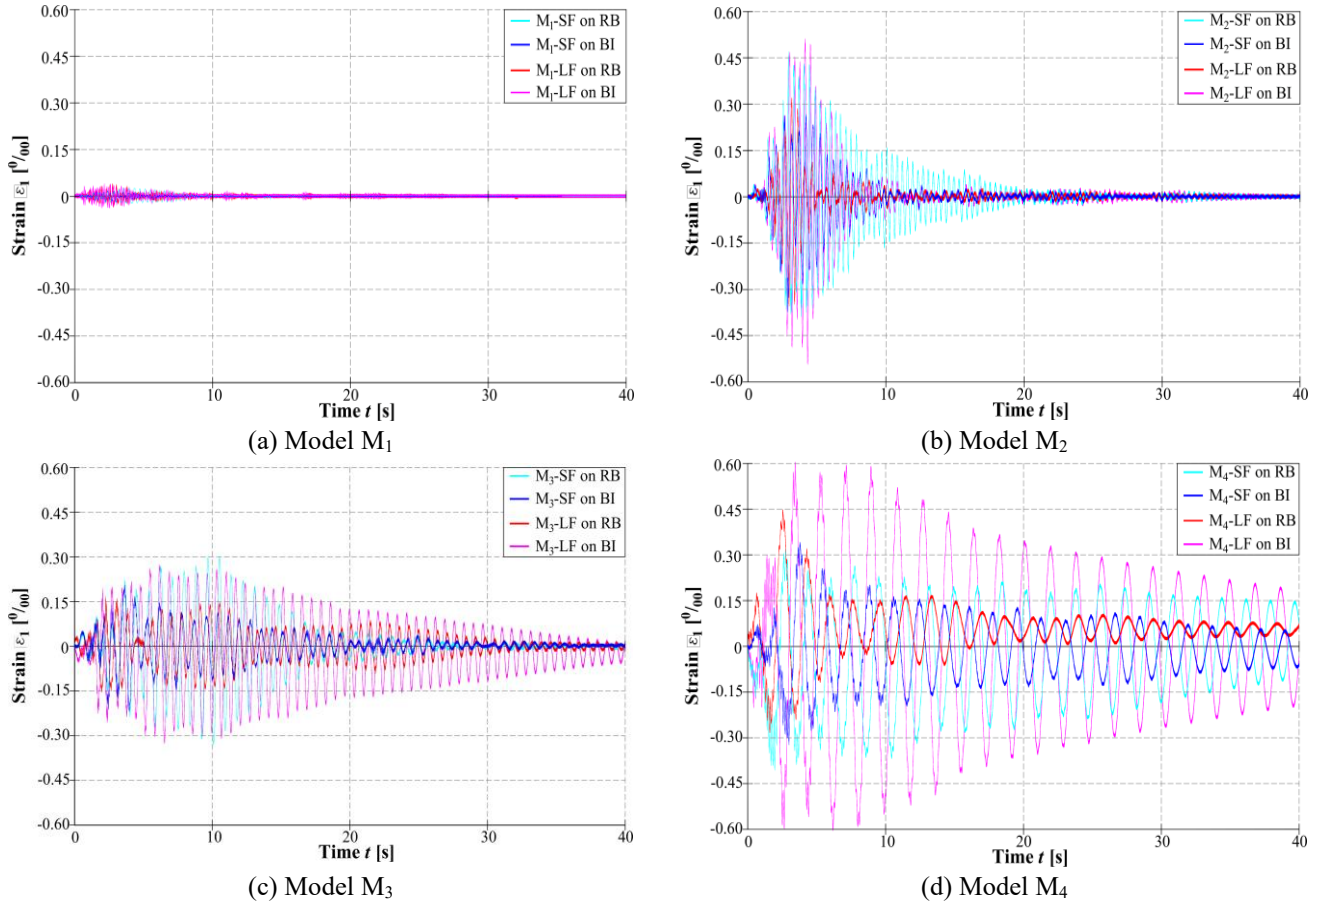 0.60
0.45
0.30
0.15
0
-0.15
-0.30
-0.45
-0.60
Strain ε₁ [⁰/₀₀]
0 10 20 30 40
Time t [s]
M₁-SF on RB
M₁-SF on BI
M₁-LF on RB
M₁-LF on BI
(a) Model M₁
0.60
0.45
0.30
0.15
0
-0.15
-0.30
-0.45
-0.60
Strain ε₁ [⁰/₀₀]
0 10 20 30 40
Time t [s]
M₂-SF on RB
M₂-SF on BI
M₂-LF on RB
M₂-LF on BI
(b) Model M₂
0.60
0.45
0.30
0.15
0
-0.15
-0.30
-0.45
-0.60
Strain ε₁ [⁰/₀₀]
0 10 20 30 40
Time t [s]
M₃-SF on RB
M₃-SF on BI
M₃-LF on RB
M₃-LF on BI
(c) Model M₃
0.60
0.45
0.30
0.15
0
-0.15
-0.30
-0.45
-0.60
Strain ε₁ [⁰/₀₀]
0 10 20 30 40
Time t [s]
M₄-SF on RB
M₄-SF on BI
M₄-LF on RB
M₄-LF on BI
(d) Model M₄